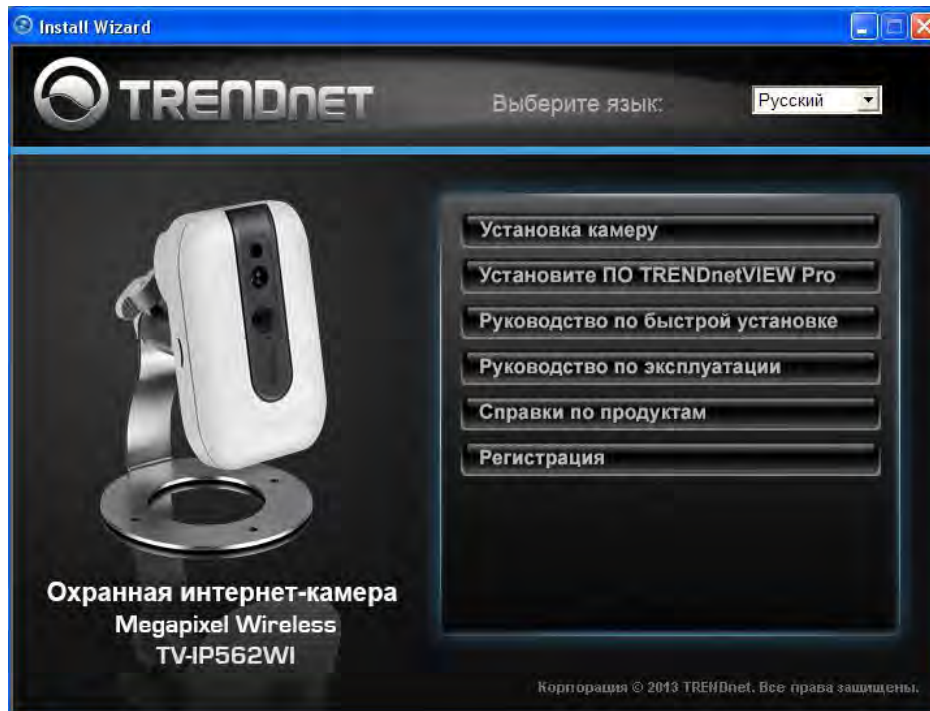 Install Wizard
TRENDNET
Выберите язык:
Русский
Установка камеру
Установите ПО TRENDnetVIEW Pro
Руководство по быстрой установке
Руководство по эксплуатации
Справки по продуктам
Регистрация
Охранная интернет-камера
Megapixel Wireless
TV-IP562WI
Корпорация © 2013 TRENDnet. Все права защищены.